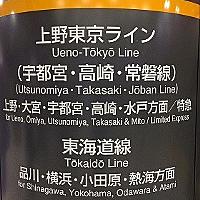 上野東京ライン
Ueno-Tōkyō Line
(宇都宮・高崎・常磐線)
(Utsunomiya・Takasaki・Jōban Line)
上野・大宮・宇都宮・高崎・水戸方面/特急
for Ueno, Omiya, Utsunomiya, Takasaki & Mito / Limited Express
東海道線
Tōkaidō Line
品川・横浜・小田原・熱海方面
for Shinagawa, Yokohama, Odawara & Atami